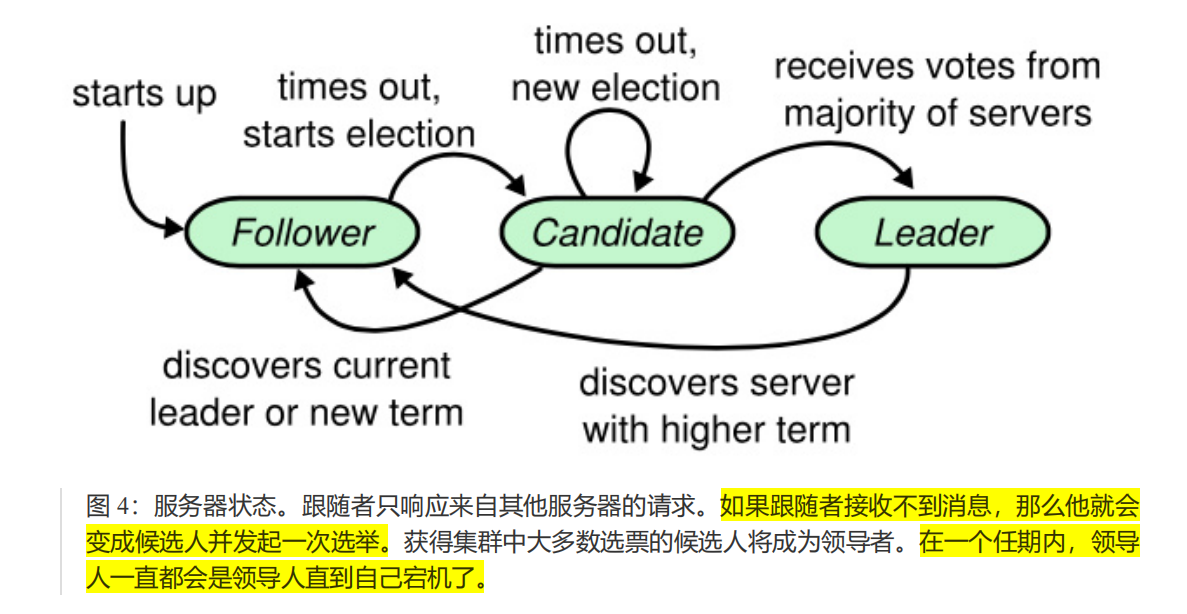 times out,
new election
receives votes from
majority of servers
starts up
times out,
starts election
Follower
Candidate
Leader
discovers current
leader or new term
discovers server
with higher term
图 4：服务器状态。跟随者只响应来自其他服务器的请求。如果跟随者接收不到消息，那么他就会
变成候选人并发起一次选举。获得集群中大多数选票的候选人将成为领导者。在一个任期内，领导
人一直都会是领导人直到自己宕机了。